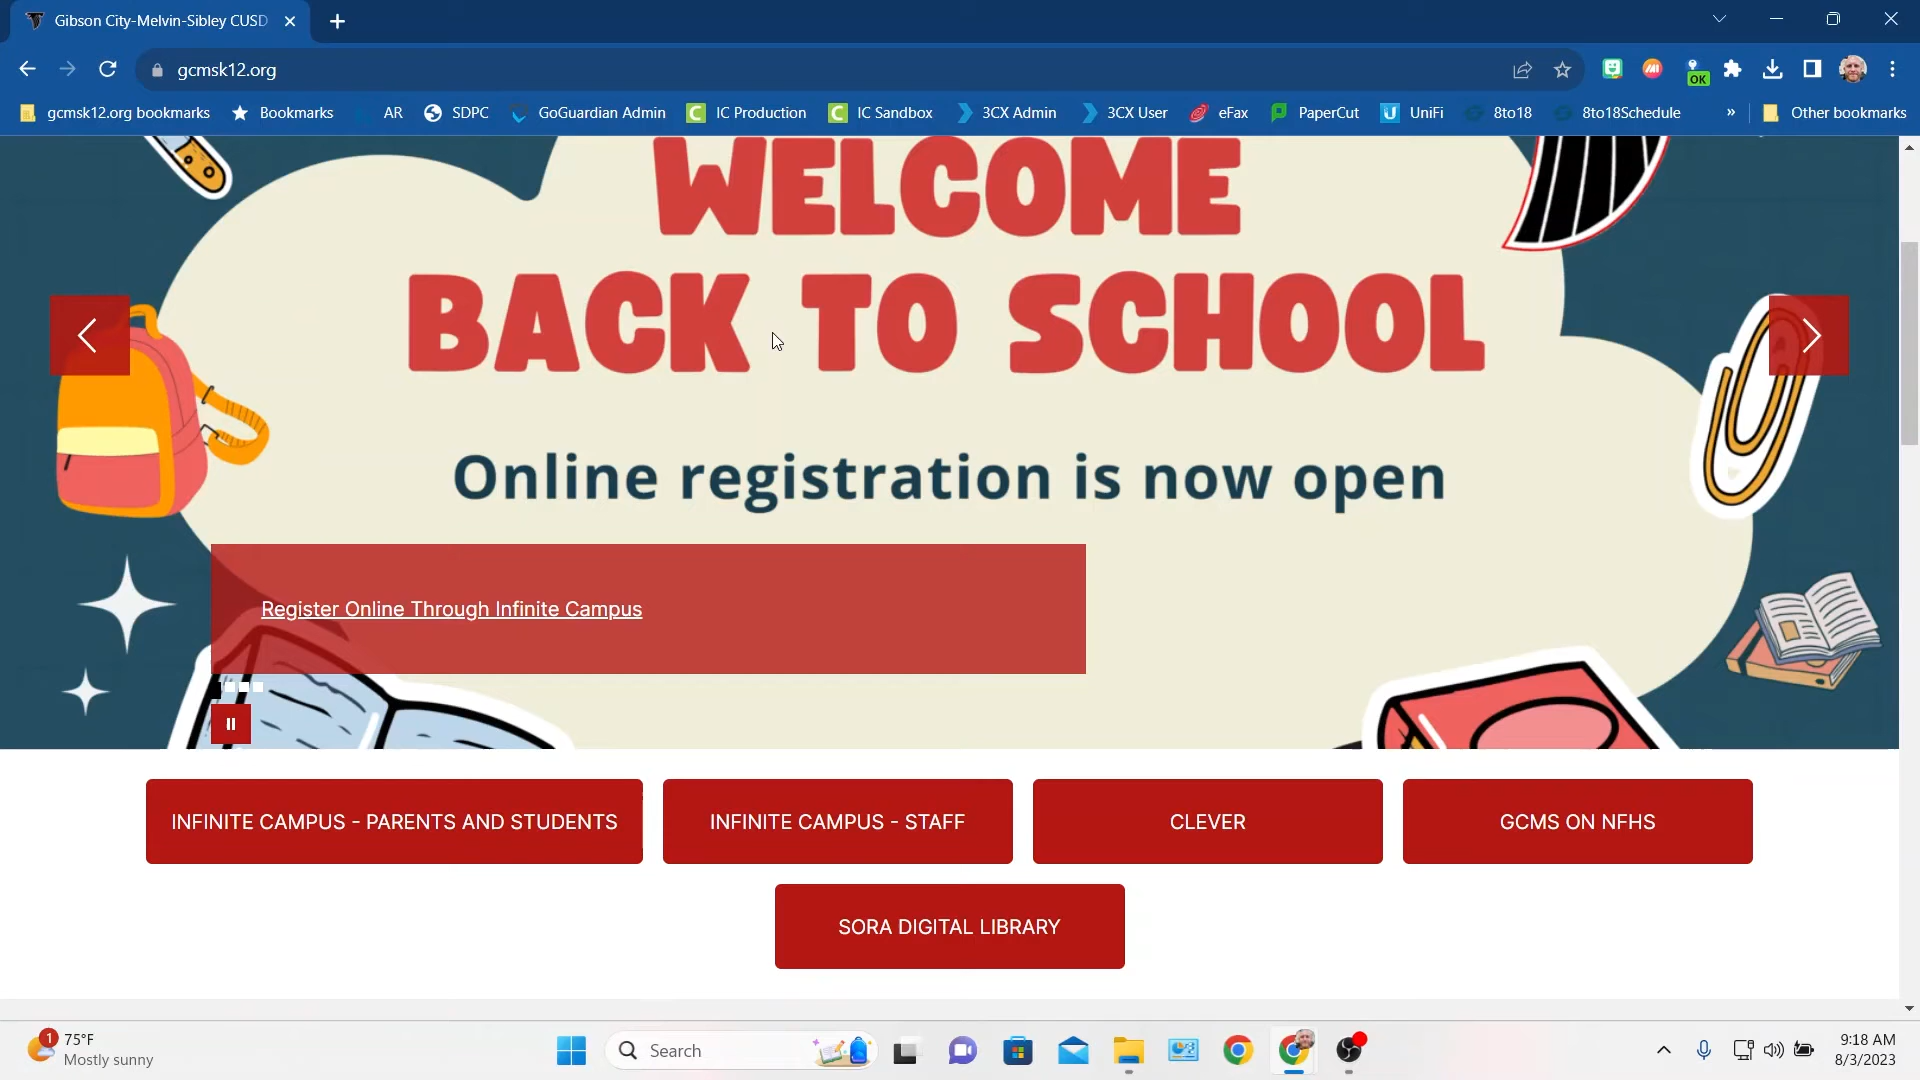 Gibson City-Melvin-Sibley CUSD
gcmsk12.org
OK
gcmsk12.org bookmarks
Bookmarks
AR
SDPC
GoGuardian Admin
IC Production
IC Sandbox
3CX Admin
3CX User
eFax
PaperCut
UniFi
8to18
8to18Schedule
»
Other bookmarks
WELCOME
BACK TO SCHOOL
Online registration is now open
Register Online Through Infinite Campus
INFINITE CAMPUS - PARENTS AND STUDENTS
INFINITE CAMPUS - STAFF
CLEVER
GCMS ON NFHS
SORA DIGITAL LIBRARY
1
75°F
Mostly sunny
Search
9:18 AM
8/3/2023